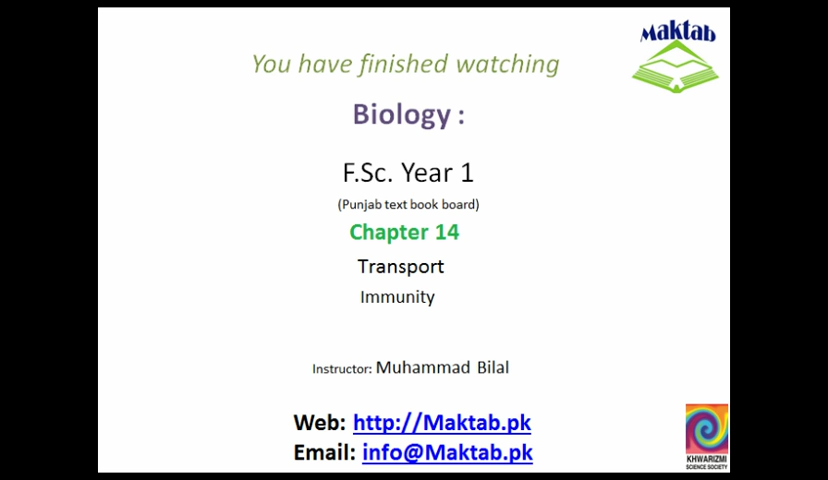 Maktab
You have finished watching
Biology :
F.Sc. Year 1
(Punjab text book board)
Chapter 14
Transport
Immunity
Instructor: Muhammad Bilal
Web: http://Maktab.pk
Email: info@Maktab.pk
KHWARIZMI
SCIENCE SOCIETY